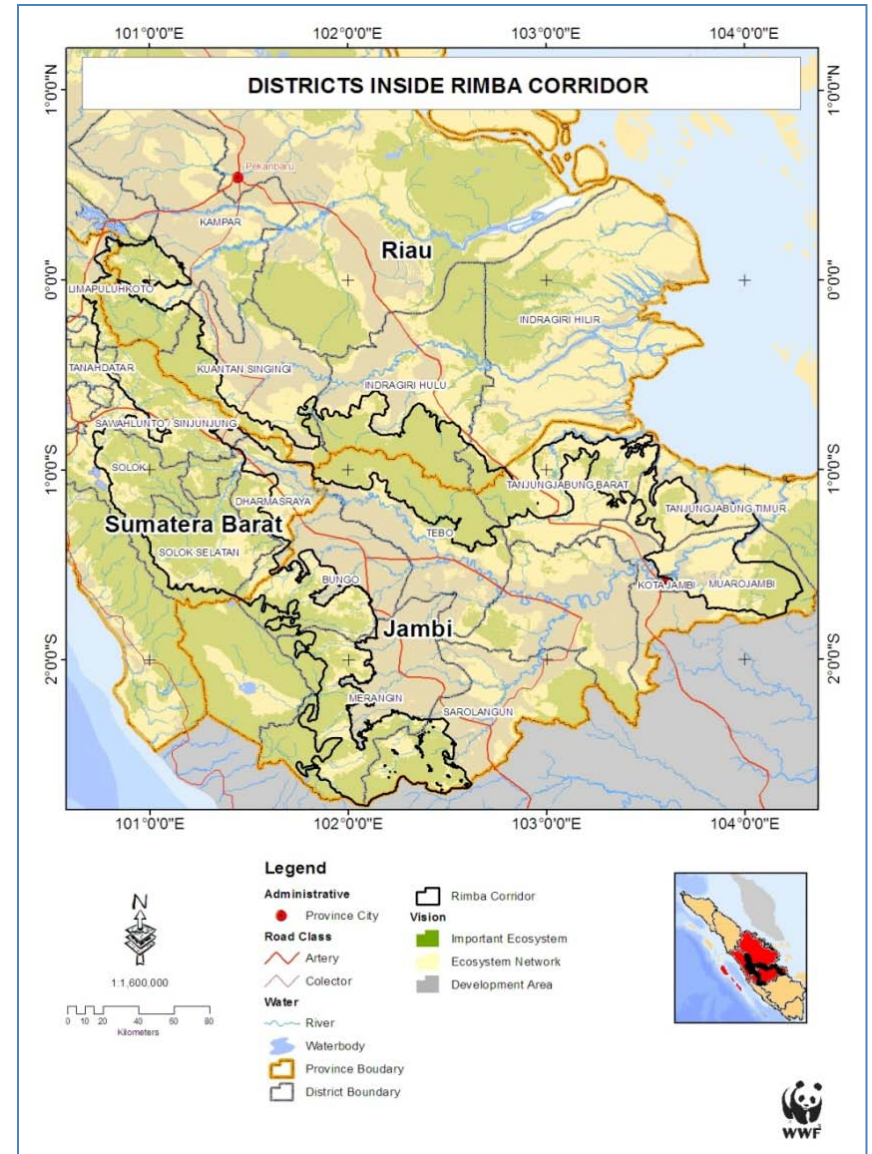 101°0'0"E 102°0'0"E 103°0'0"E 104°0'0"E
DISTRICTS INSIDE RIMBA CORRIDOR
1°0'0"N 1°0'0"N
Pekanbaru
KAMPAR
Riau
0°0'0" 0°0'0"
LIMAPULUHKOTO
INDRAGIRI HILIR
TANAHDATAR
KUANTAN SINGINGI
INDRAGIRI HULU
SAWAHLUNTO / SINJUNJUNG
1°0'0"S 1°0'0"S
SOLOK
TANJUNGJABUNG BARAT
DHARMASRAYA
TANJUNGJABUNG TIMUR
Sumatera Barat
TEBO
SOLOK SELATAN
BUNGO
KOTA JAMBI
MUAROJAMBI
Jambi
2°0'0"S 2°0'0"S
MERANGIN
SAROLANGUN
101°0'0"E 102°0'0"E 103°0'0"E 104°0'0"E
N
1:1,600,000
0 10 20 40 60 80
Kilometers
Legend
Administrative
Province City
Road Class
Artery
Colector
Water
River
Waterbody
Province Boudary
District Boundary
Rimba Corridor
Vision
Important Ecosystem
Ecosystem Network
Development Area
WWF